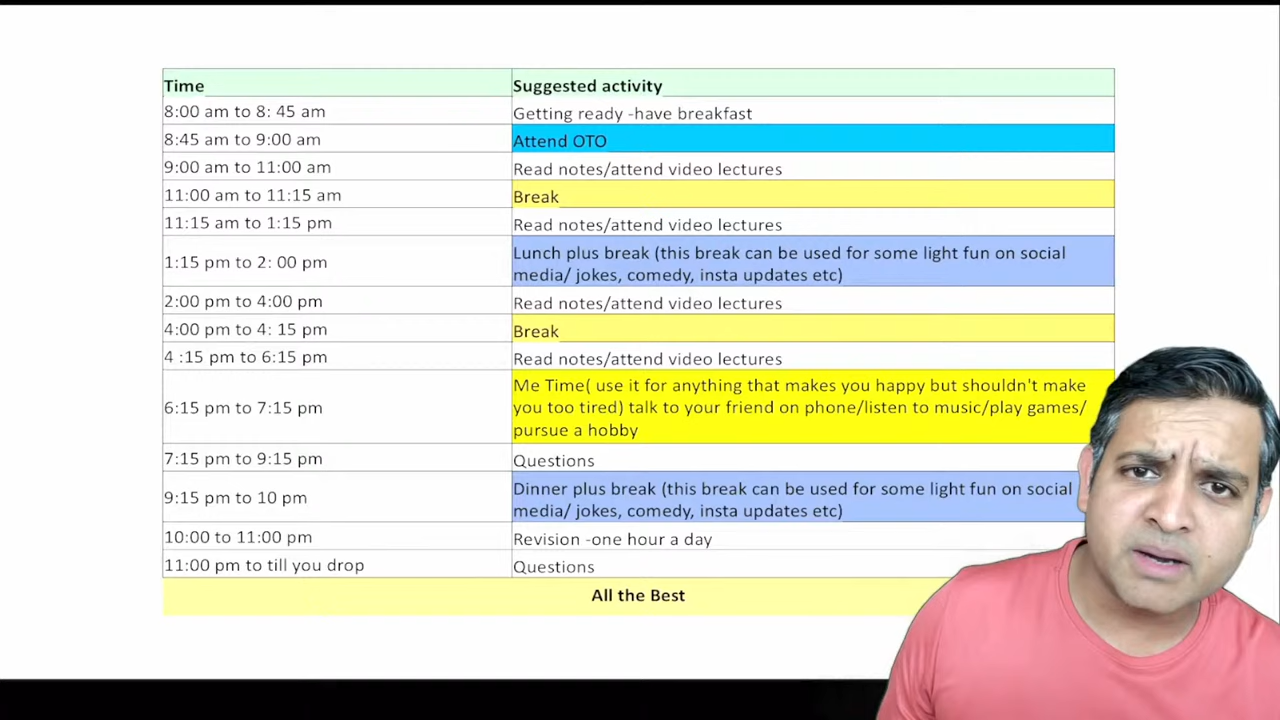 Time Suggested activity
8:00 am to 8: 45 am Getting ready -have breakfast
8:45 am to 9:00 am Attend OTO
9:00 am to 11:00 am Read notes/attend video lectures
11:00 am to 11:15 am Break
11:15 am to 1:15 pm Read notes/attend video lectures
1:15 pm to 2: 00 pm Lunch plus break (this break can be used for some light fun on social
media/ jokes, comedy, insta updates etc)
2:00 pm to 4:00 pm Read notes/attend video lectures
4:00 pm to 4: 15 pm Break
4 :15 pm to 6:15 pm Read notes/attend video lectures
6:15 pm to 7:15 pm Me Time( use it for anything that makes you happy but shouldn't make
you too tired) talk to your friend on phone/listen to music/play games/
pursue a hobby
7:15 pm to 9:15 pm Questions
9:15 pm to 10 pm Dinner plus break (this break can be used for some light fun on social
media/ jokes, comedy, insta updates etc)
10:00 to 11:00 pm Revision -one hour a day
11:00 pm to till you drop Questions
All the Best